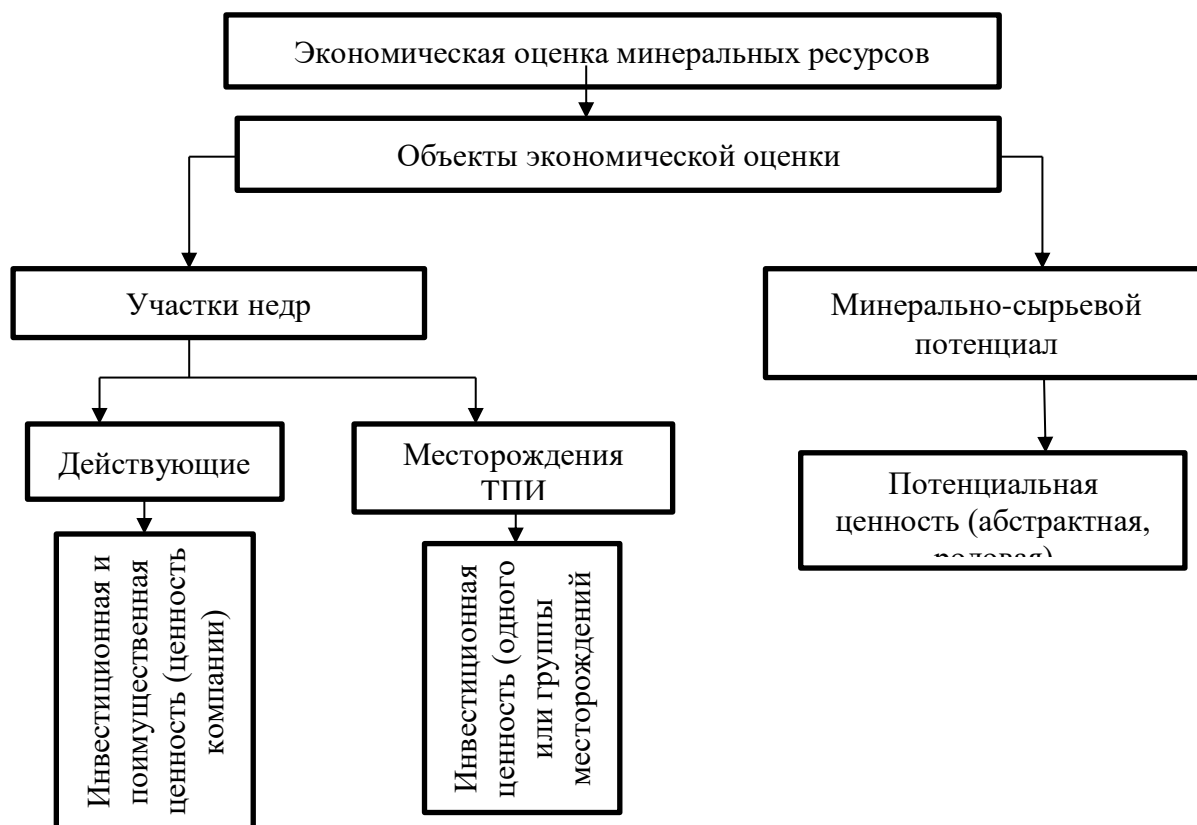 Экономическая оценка минеральных ресурсов
Объекты экономической оценки
Участки недр
Минерально-сырьевой
потенциал
Действующие
Месторождения
ТПИ
Потенциальная
ценность (абстрактная,
Инвестиционная и
поимущественная
ценность (ценность
компании)
Инвестиционная
ценность (одного
или группы
месторождений